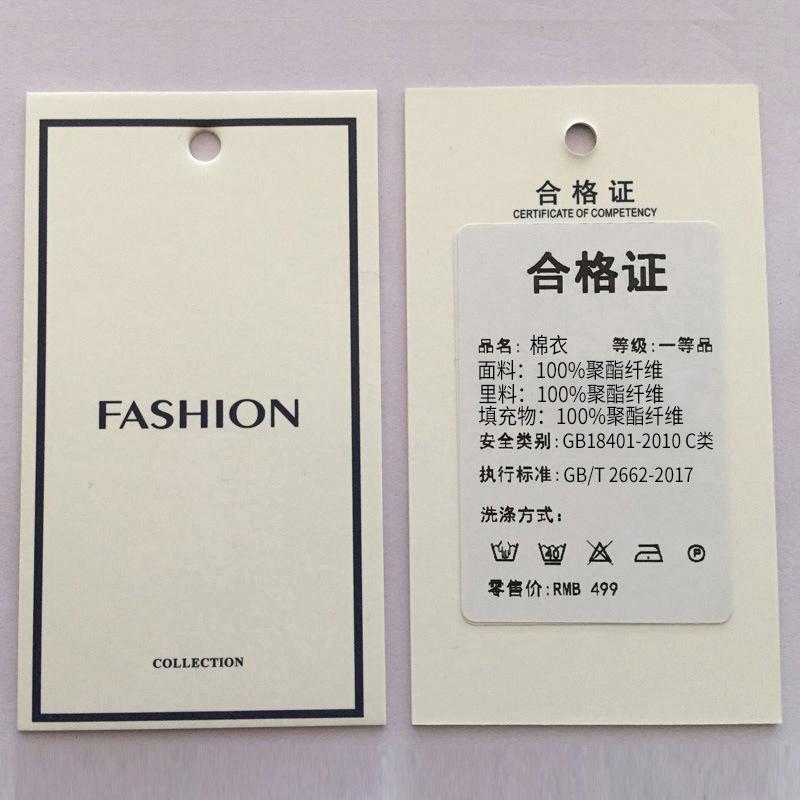 FASHION
COLLECTION
合格证
CERTIFICATE OF COMPETENCY
合格证
品名: 棉衣 等级:一等品
面料: 100%聚酯纤维
里料: 100%聚酯纤维
填充物: 100%聚酯纤维
安全类别: GB18401-2010 C类
执行标准: GB/T 2662-2017
洗涤方式:
40
P
零售价: RMB 499